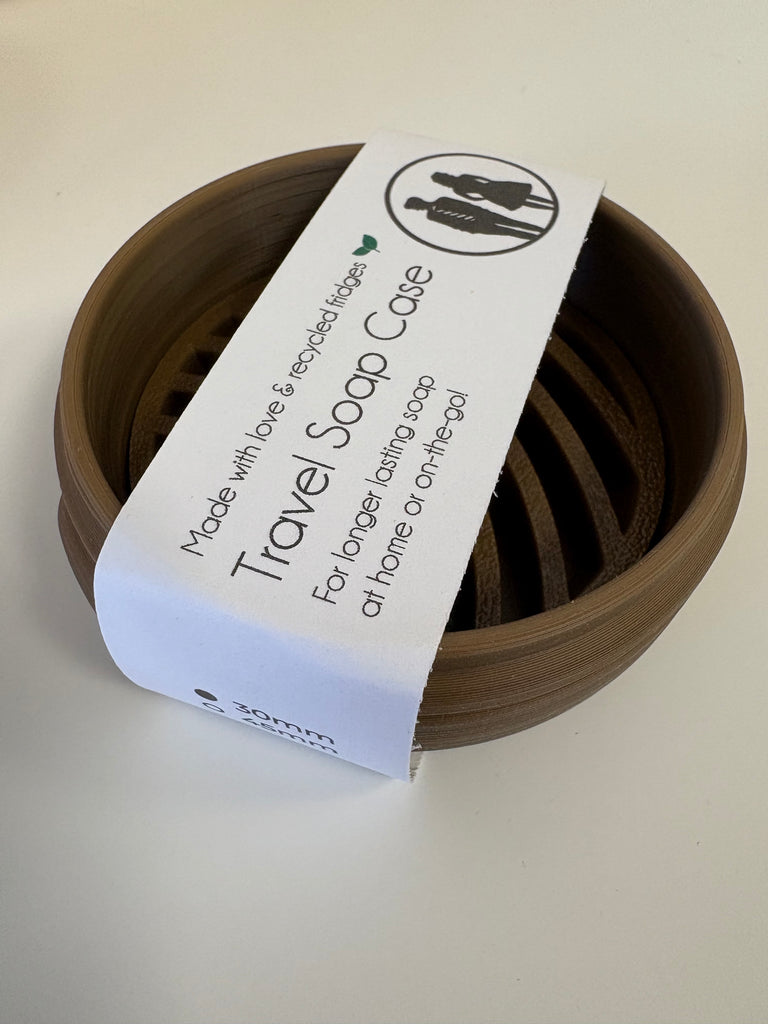 Made with love & recycled fridges
Travel Soap Case
For longer lasting soap
at home or on-the-go!
30mm
45mm